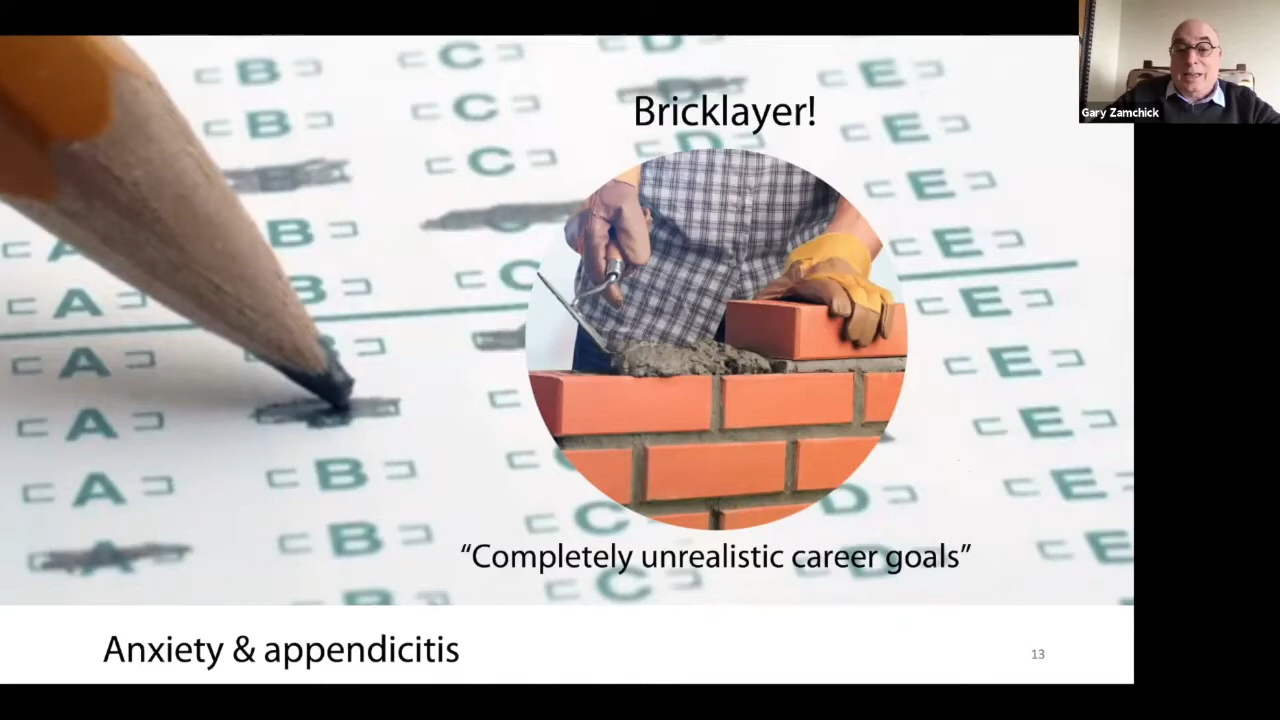 Gary Zamchick
Bricklayer!
B C D E
B C E
C D E
B E
A B C E
A B E
A E
A B D E
B C D E
B C
“Completely unrealistic career goals”
Anxiety & appendicitis
13